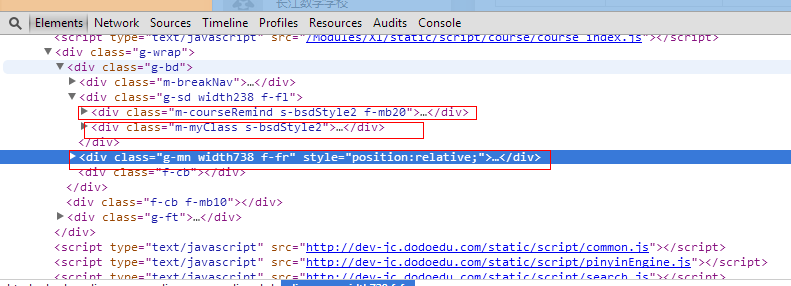 长江数字学校
Elements Network Sources Timeline Profiles Resources Audits Console
<script type="text/javascript" src="/Modules/XI/static/script/course/course_index.js"></script>
▼<div class="g-wrap">
▼<div class="g-bd">
▶<div class="m-breakNav">…</div>
▼<div class="g-sd width238 f-fl">
▶<div class="m-courseRemind s-bsdStyle2 f-mb20">…</div>
▶<div class="m-myClass s-bsdStyle2">…</div>
</div>
▶<div class="g-mn width738 f-fr" style="position:relative;">…</div>
<div class="f-cb"></div>
</div>
<div class="f-cb f-mb10"></div>
▶<div class="g-ft">…</div>
</div>
<script type="text/javascript" src="http://dev-jc.dodoedu.com/static/script/common.js"></script>
<script type="text/javascript" src="http://dev-jc.dodoedu.com/static/script/pinyinEngine.js"></script>
<script type="text/javascript" src="http://dev-jc.dodoedu.com/static/script/search.js"></script>